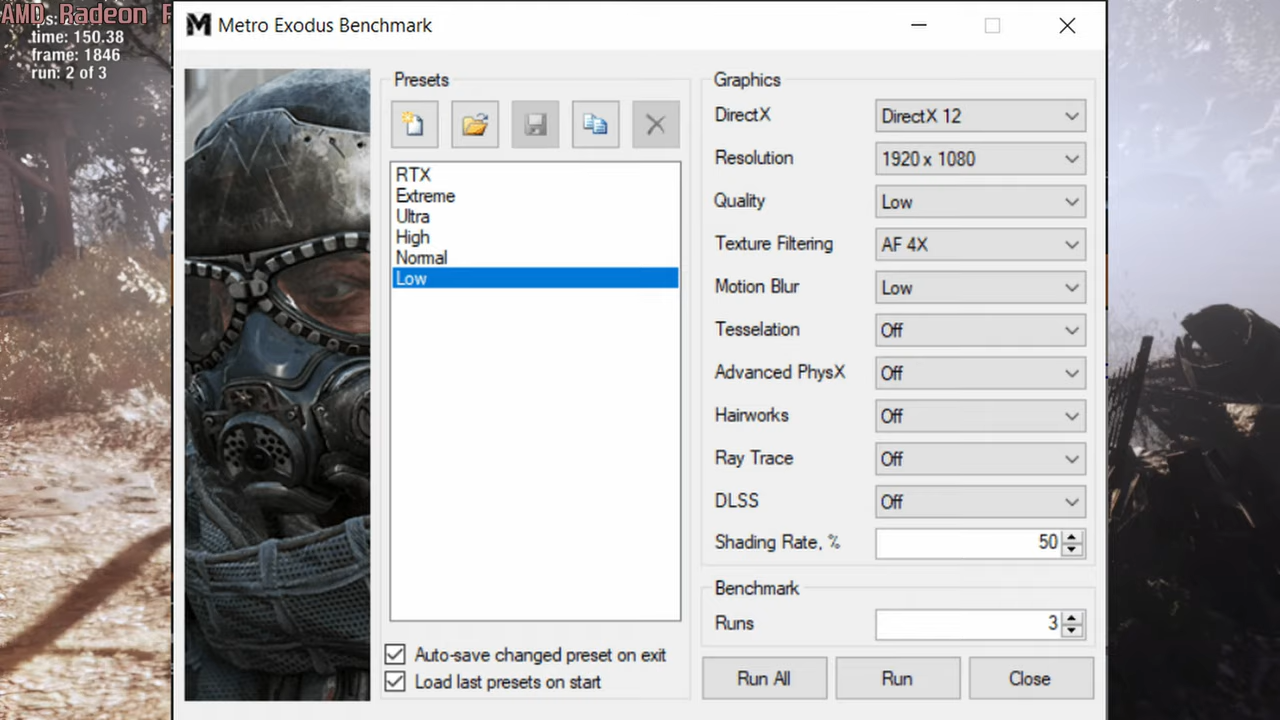 AMD Radeon
time: 150.38
frame: 1846
run: 2 of 3
Metro Exodus Benchmark
Presets
RTX
Extreme
Ultra
High
Normal
Low
Auto-save changed preset on exit
Load last presets on start
Graphics
DirectX DirectX 12
Resolution 1920 x 1080
Quality Low
Texture Filtering AF 4X
Motion Blur Low
Tesselation Off
Advanced PhysX Off
Hairworks Off
Ray Trace Off
DLSS Off
Shading Rate, % 50
Benchmark
Runs 3
Run All Run Close